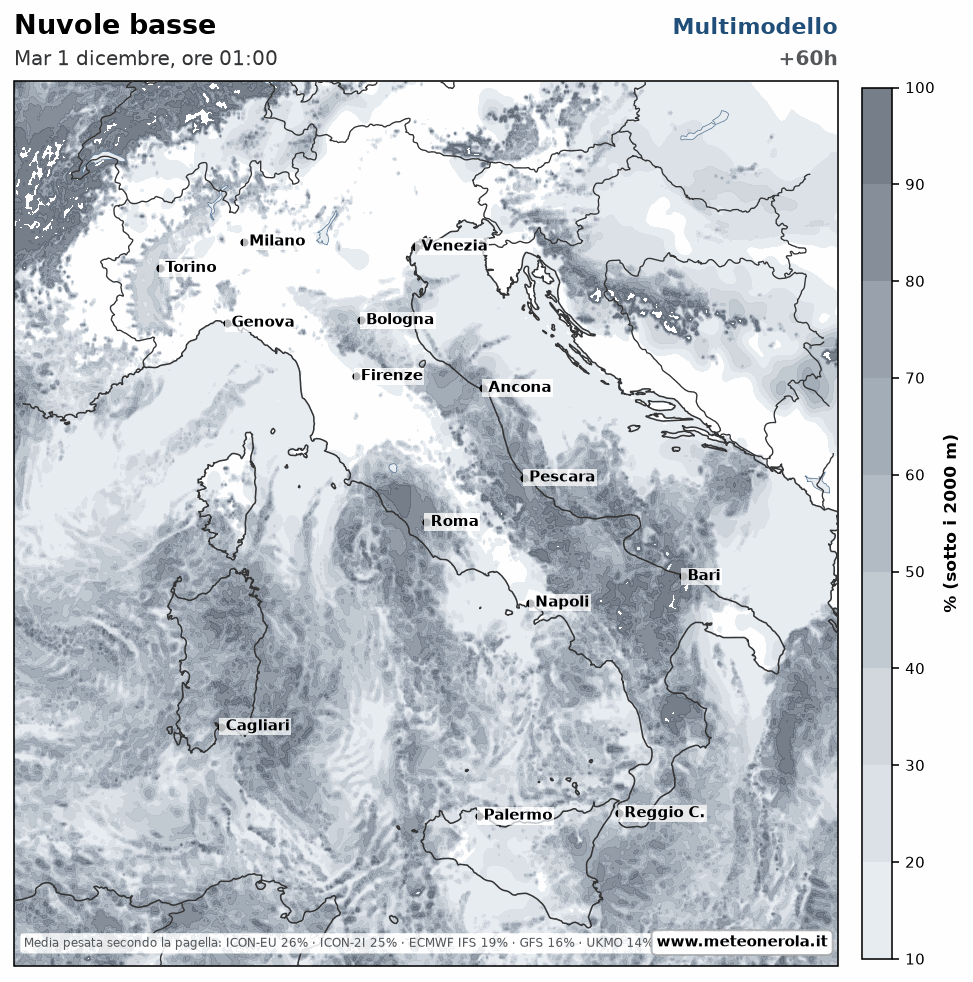 Nuvole basse
Multimodello
Mar 1 dicembre, ore 01:00
+60h
100
90
80
70
60
50
40
30
20
10
% (sotto i 2000 m)
Milano
Venezia
Torino
Genova
Bologna
Firenze
Ancona
Pescara
Roma
Bari
Napoli
Cagliari
Palermo
Reggio C.
Media pesata secondo la pagella: ICON-EU 26% · ICON-2I 25% · ECMWF IFS 19% · GFS 16% · UKMO 14%
www.meteonerola.it